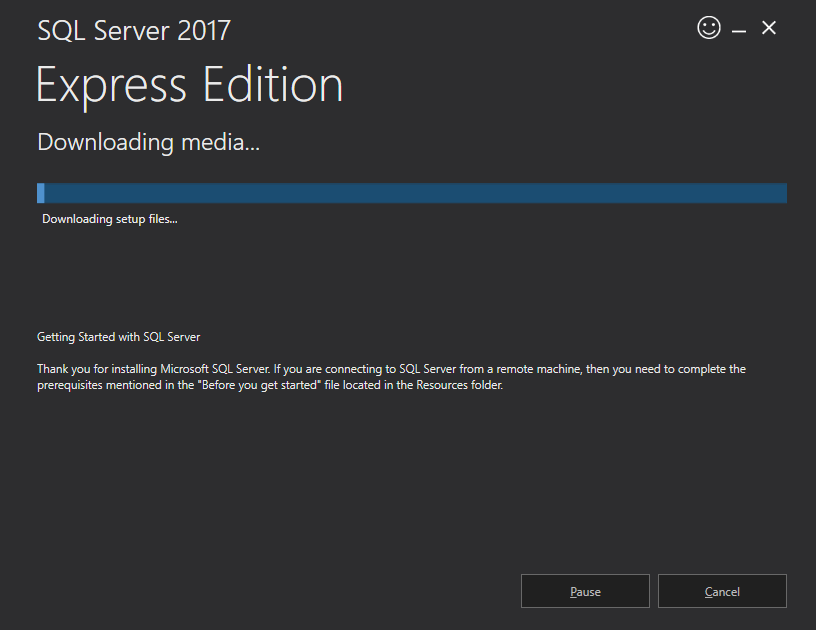 SQL Server 2017
Express Edition
Downloading media...
Downloading setup files...
Getting Started with SQL Server
Thank you for installing Microsoft SQL Server. If you are connecting to SQL Server from a remote machine, then you need to complete the
prerequisites mentioned in the "Before you get started" file located in the Resources folder.
Pause
Cancel